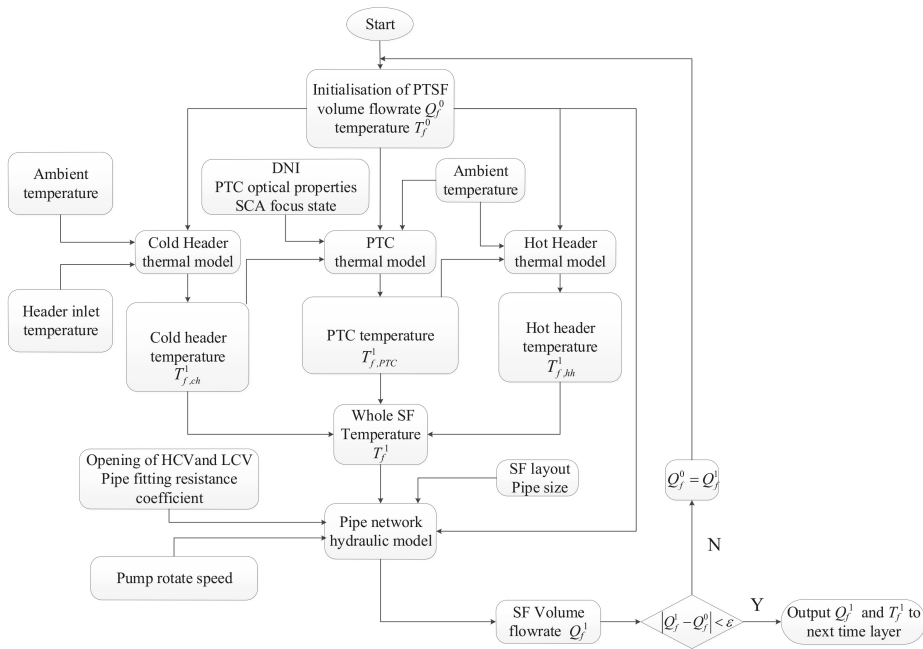 Start
Initialisation of PTSF
volume flowrate Q_f^0
temperature T_f^0
Ambient
temperature
DNI
PTC optical properties
SCA focus state
Ambient
temperature
Cold Header
thermal model
PTC
thermal model
Hot Header
thermal model
Header inlet
temperature
Cold header
temperature
T_{f,ch}^1
PTC temperature
T_{f,PTC}^1
Hot header
temperature
T_{f,hh}^1
Whole SF
Temperature
T_f^1
Opening of HCVand LCV
Pipe fitting resistance
coefficient
SF layout
Pipe size
Q_f^0 = Q_f^1
Pipe network
hydraulic model
N
Pump rotate speed
SF Volume
flowrate Q_f^1
|Q_f^1 − Q_f^0| < ε
Y
Output Q_f^1 and T_f^1 to
next time layer